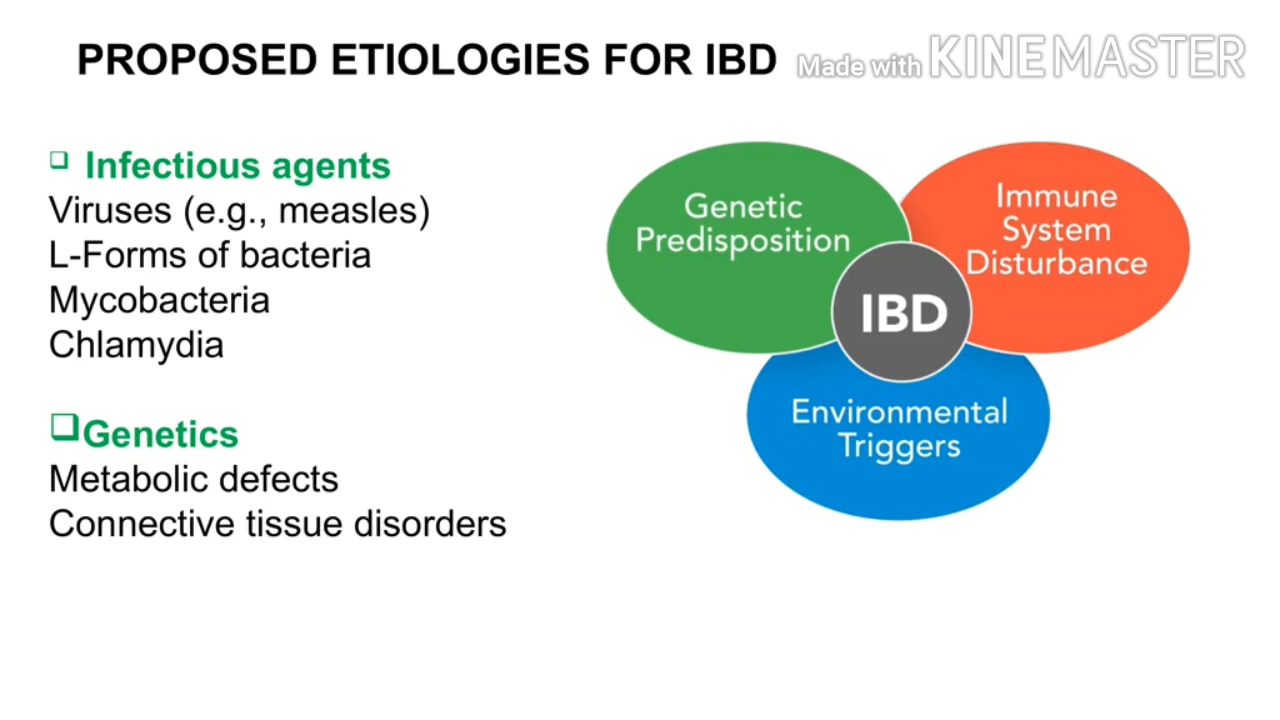 PROPOSED ETIOLOGIES FOR IBD
Made with KINEMASTER
Infectious agents
Viruses (e.g., measles)
L-Forms of bacteria
Mycobacteria
Chlamydia
Genetics
Metabolic defects
Connective tissue disorders
Genetic
Predisposition
Immune
System
Disturbance
IBD
Environmental
Triggers